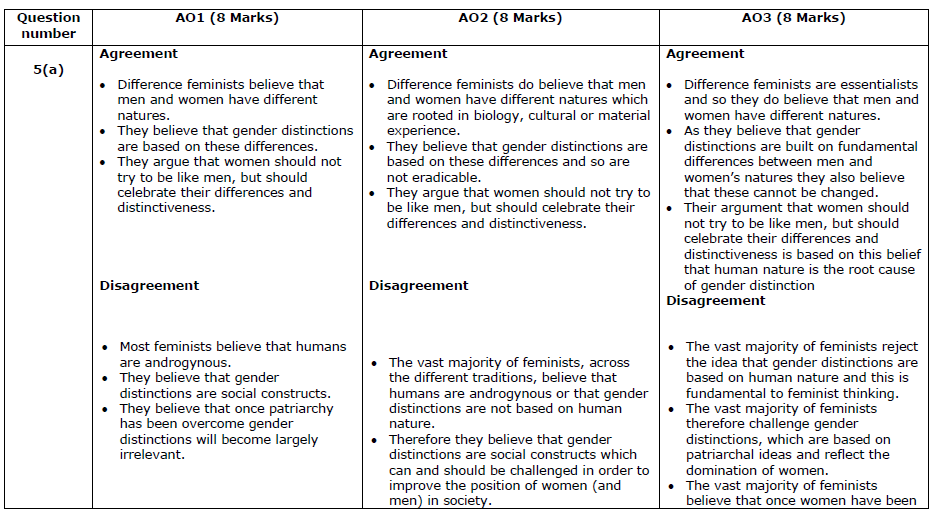 Question
number
AO1 (8 Marks)
AO2 (8 Marks)
AO3 (8 Marks)
5(a)
Agreement
• Difference feminists believe that
men and women have different
natures.
• They believe that gender distinctions
are based on these differences.
• They argue that women should not
try to be like men, but should
celebrate their differences and
distinctiveness.
Disagreement
• Most feminists believe that humans
are androgynous.
• They believe that gender
distinctions are social constructs.
• They believe that once patriarchy
has been overcome gender
distinctions will become largely
irrelevant.
Agreement
• Difference feminists do believe that men
and women have different natures which
are rooted in biology, cultural or material
experience.
• They believe that gender distinctions are
based on these differences and so are
not eradicable.
• They argue that women should not try to
be like men, but should celebrate their
differences and distinctiveness.
Disagreement
• The vast majority of feminists, across
the different traditions, believe that
humans are androgynous or that gender
distinctions are not based on human
nature.
• Therefore they believe that gender
distinctions are social constructs which
can and should be challenged in order to
improve the position of women (and
men) in society.
Agreement
• Difference feminists are essentialists
and so they do believe that men and
women have different natures.
• As they believe that gender
distinctions are built on fundamental
differences between men and
women's natures they also believe
that these cannot be changed.
• Their argument that women should
not try to be like men, but should
celebrate their differences and
distinctiveness is based on this belief
that human nature is the root cause
of gender distinction
Disagreement
• The vast majority of feminists reject
the idea that gender distinctions are
based on human nature and this is
fundamental to feminist thinking.
• The vast majority of feminists
therefore challenge gender
distinctions, which are based on
patriarchal ideas and reflect the
domination of women.
• The vast majority of feminists
believe that once women have been